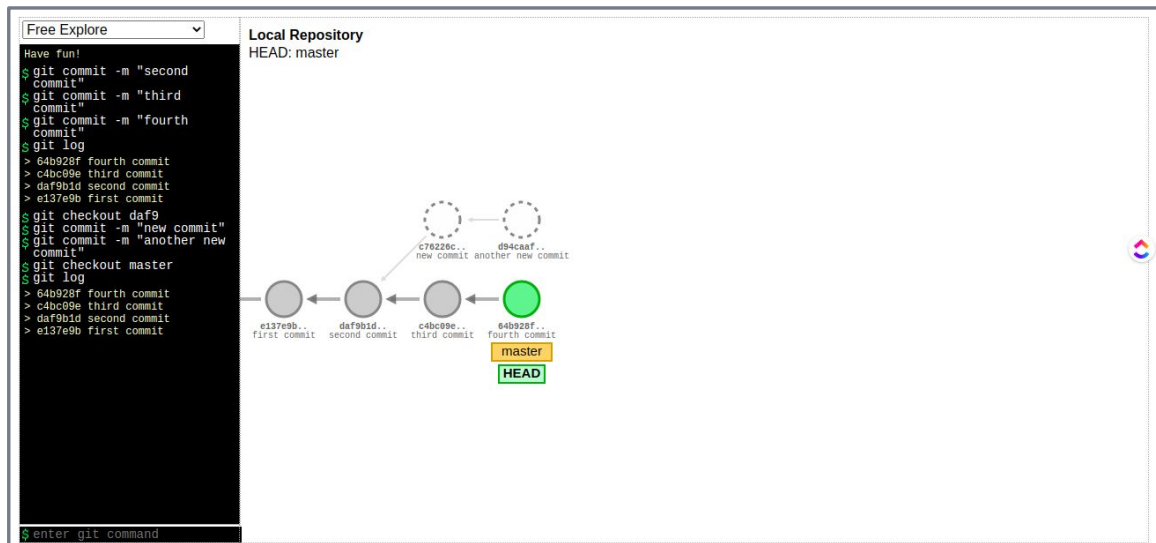 Free Explore
Have fun!
$ git commit -m "second
commit"
$ git commit -m "third
commit"
$ git commit -m "fourth
commit"
$ git log
> 64b928f fourth commit
> c4bc09e third commit
> daf9b1d second commit
> e137e9b first commit
$ git checkout daf9
$ git commit -m "new commit"
$ git commit -m "another new
commit"
$ git checkout master
$ git log
> 64b928f fourth commit
> c4bc09e third commit
> daf9b1d second commit
> e137e9b first commit
$ enter git command
Local Repository
HEAD: master
c76226c.. d94caaf..
new commit another new commit
e137e9b.. daf9b1d.. c4bc09e.. 64b928f..
first commit second commit third commit fourth commit
master
HEAD